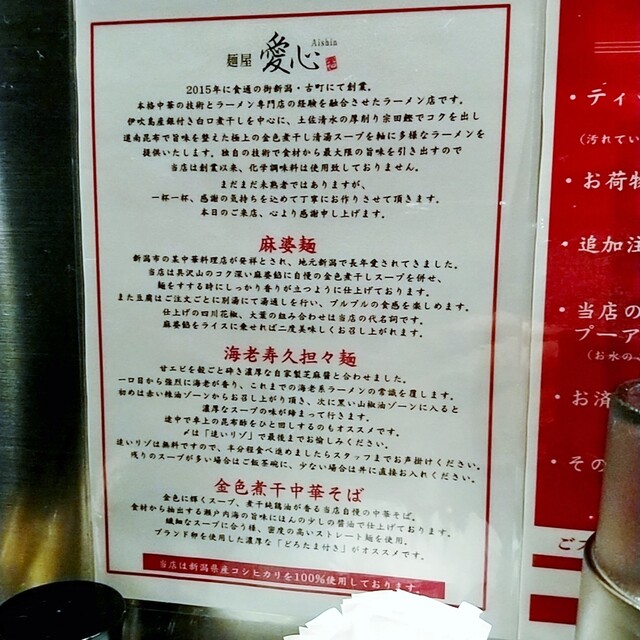 麺屋 愛心 Aishin
2015年に食通の街新潟・古町にて創業。
本格中華の技術とラーメン専門店の経験を融合させたラーメン店です。
伊吹島産銀付き白口煮干しを中心に、土佐清水の厚削り宗田鰹でコクを出し
道南昆布で旨味を整えた極上の金色煮干し清湯スープを軸に多様なラーメンを
提供いたします。独自の技術で食材から最大限の旨味を引き出すので
当店は創業以来、化学調味料は使用致しておりません。
まだまだ未熟者ではありますが、
一杯一杯、感謝の気持ちを込めて丁寧にお作りさせて頂きます。
本日のご来店、心より感謝申し上げます。
麻婆麺
新潟市の某中華料理店が発祥とされ、地元新潟で長年愛されてきました。
当店は具沢山のコク深い麻婆餡に自慢の金色煮干しスープを併せ、
麺をすする時にしっかり香りが立つように仕上げております。
また豆腐はご注文ごとに別湯にて湯通しを行い、プルプルの食感を楽しめます。
仕上げの四川花椒、大葉の組み合わせは当店の代名詞です。
麻婆餡をライスに乗せれば二度美味しくお召し上がれます。
海老寿久担々麺
甘エビを殻ごと砕き濃厚な自家製芝麻醤と合わせました。
一口目から強烈に海老が香り、これまでの海老系ラーメンの常識を覆します。
初めは赤い辣油ゾーンからお召し上がり頂き、次に黒い山椒油ゾーンに入ると
濃厚なスープの味が締まって行きます。
途中で卓上の昆布酢をひと回しするのもオススメです。
〆は「追いリゾ」で最後までお愉しみください。
追いリゾは無料ですので、半分程食べ進めましたらスタッフまでお声掛けください。
残りのスープが多い場合はご飯茶碗に、少ない場合は丼に直接お入れください。
金色煮干中華そば
金色に輝くスープ、煮干純鶏油が香る当店自慢の中華そば。
食材から抽出する瀬戸内海の旨味にほんの少しの醤油で仕上げております。
繊細なスープに合う様、密度の高いストレート麺を使用。
ブランド卵を使用した濃厚な「どろたま付き」がオススメです。
当店は新潟県産コシヒカリを100%使用しております。
・ティ
(汚れてい
・お荷物
・追加注
・当店の
プーア
(お水の
・お済
・その
ご